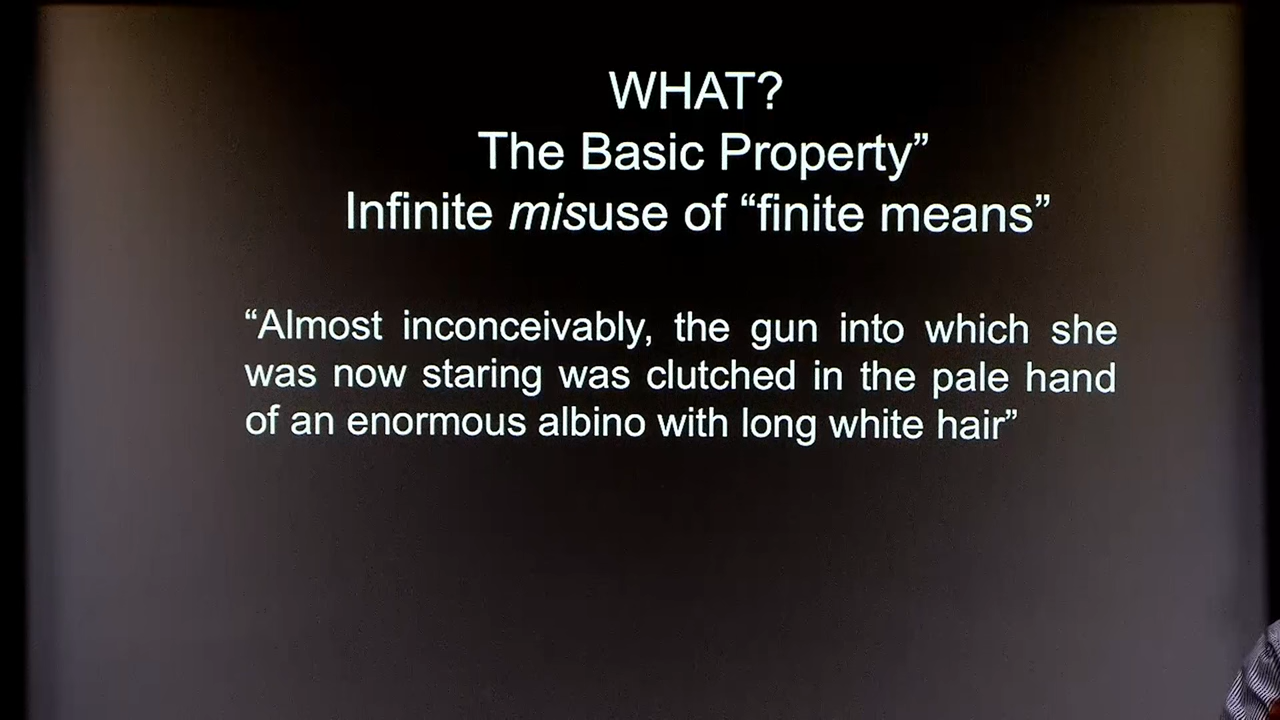 WHAT?
The Basic Property”
Infinite misuse of “finite means”
“Almost inconceivably, the gun into which she
was now staring was clutched in the pale hand
of an enormous albino with long white hair”